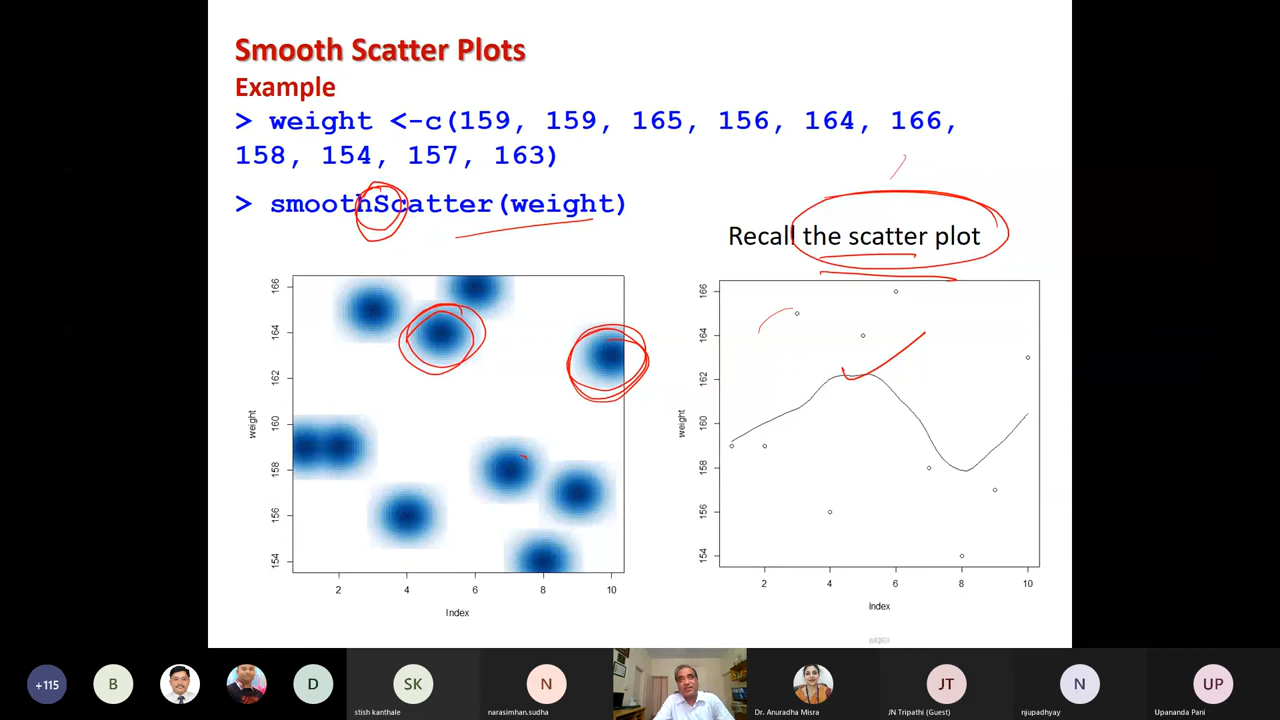 Smooth Scatter Plots
Example
> weight <-c(159, 159, 165, 156, 164, 166,
158, 154, 157, 163)
> smoothScatter(weight)
Recall the scatter plot
166
164
162
160
158
156
154
weight
2 4 6 8 10
Index
166
164
162
160
158
156
154
weight
2 4 6 8 10
Index
+115
B
D
SK
stish kanthale
N
narasimhan.sudha
Dr. Anuradha Misra
JT
JN Tripathi (Guest)
N
njupadhyay
UP
Upananda Pani